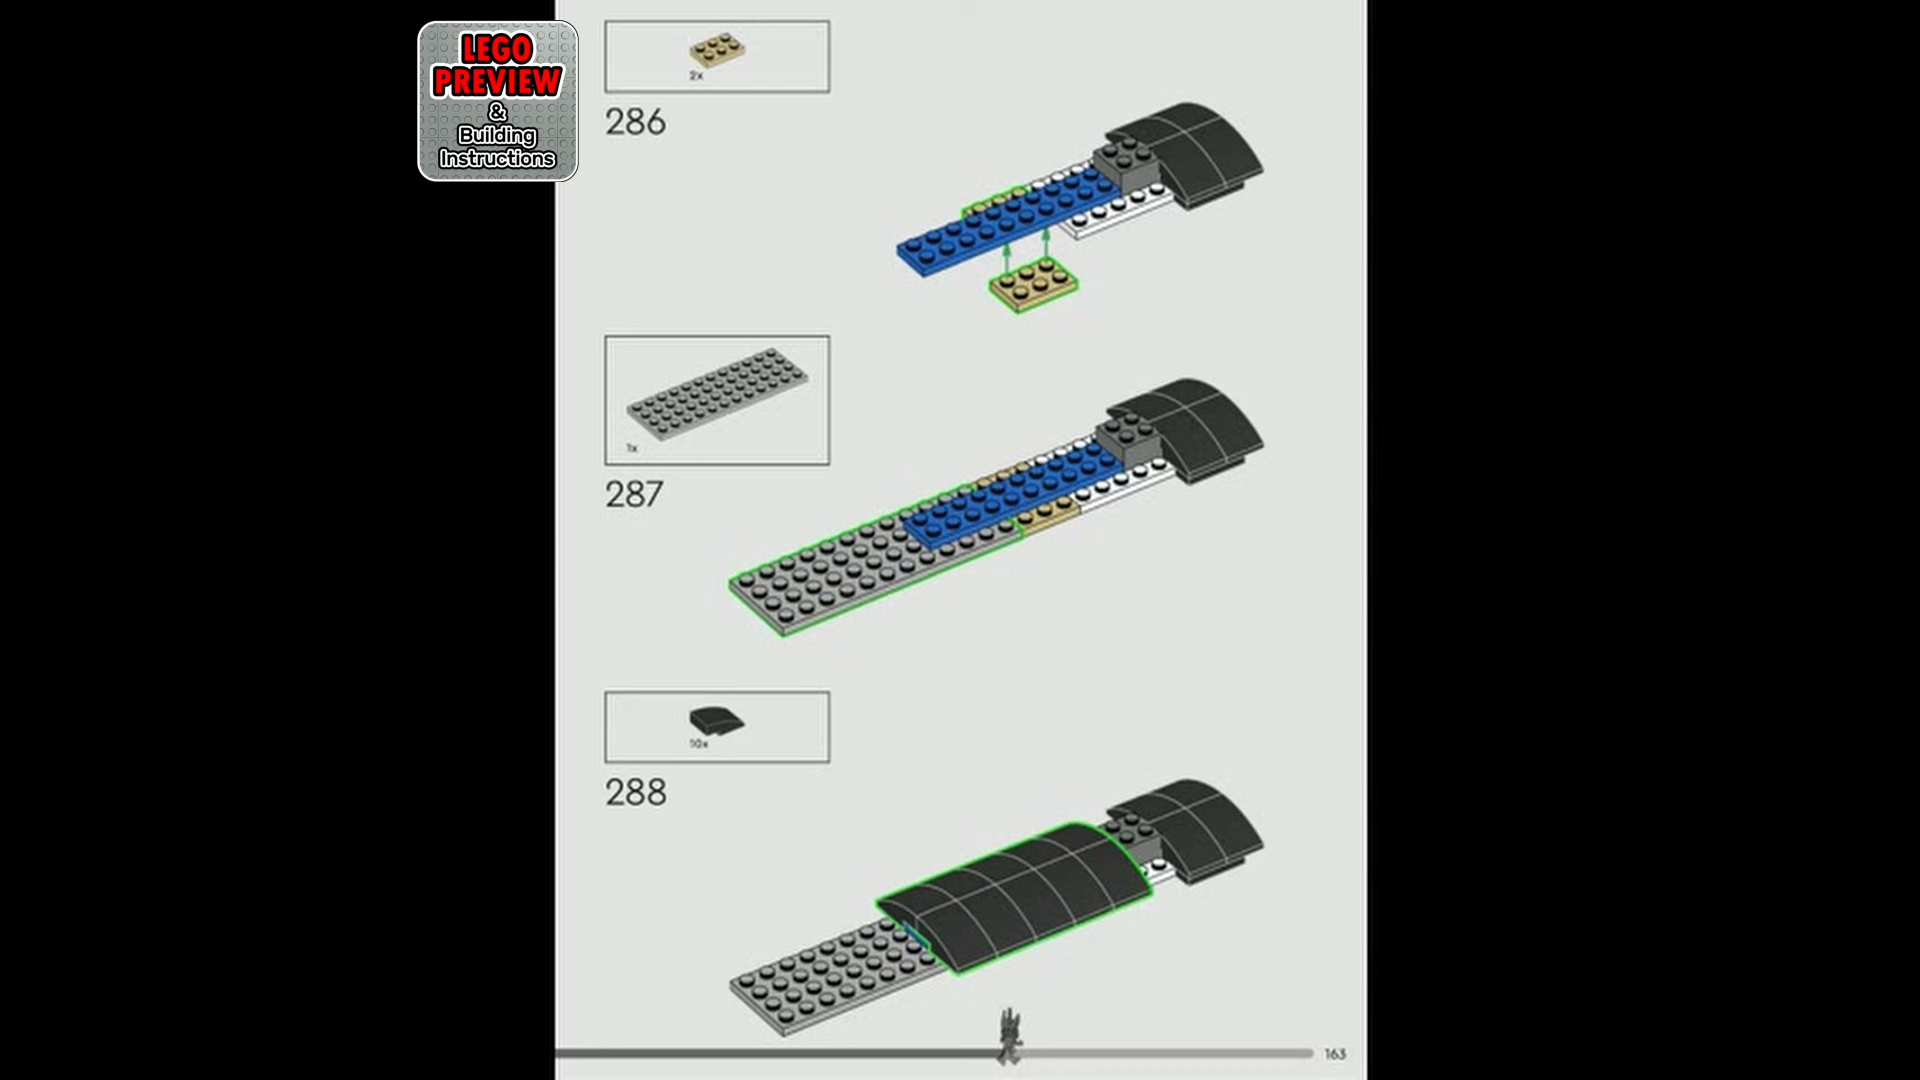 LEGO
PREVIEW
&
Building
Instructions
2x
286
1x
287
10x
288
163